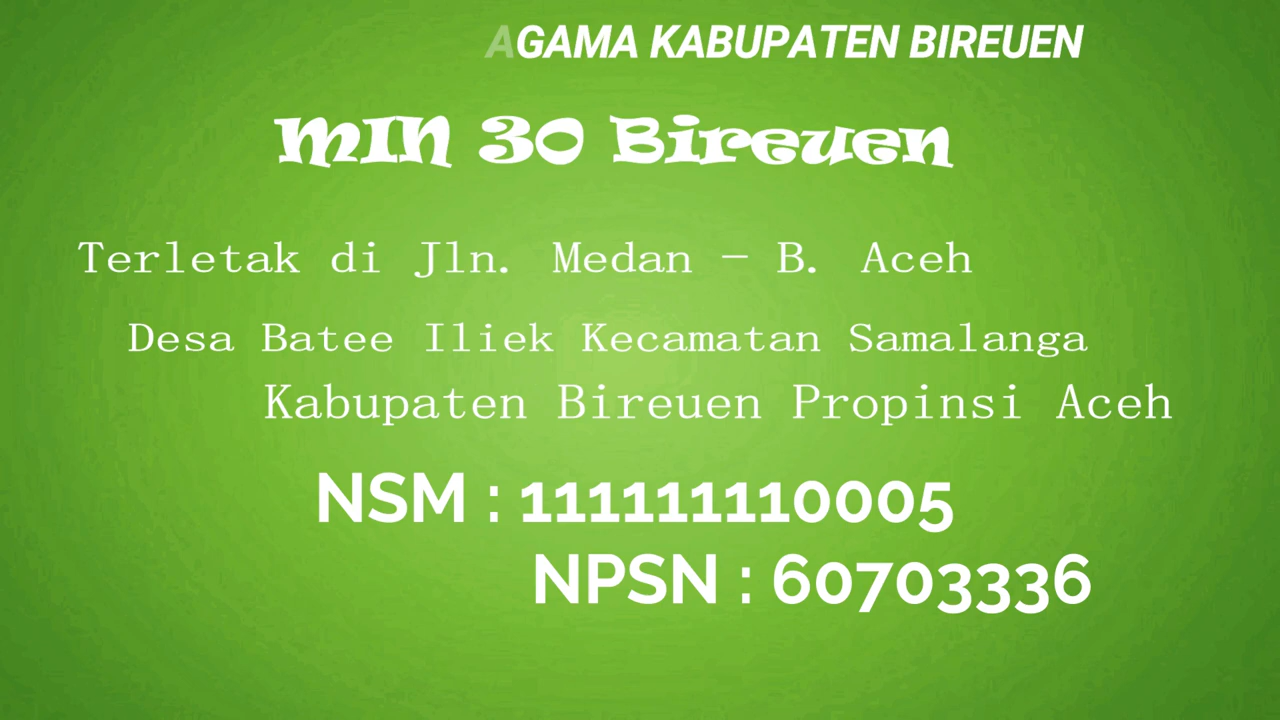 AGAMA KABUPATEN BIREUEN
MIN 30 Bireuen
Terletak di Jln. Medan - B. Aceh
Desa Batee Iliek Kecamatan Samalanga
Kabupaten Bireuen Propinsi Aceh
NSM : 111111110005
NPSN : 60703336